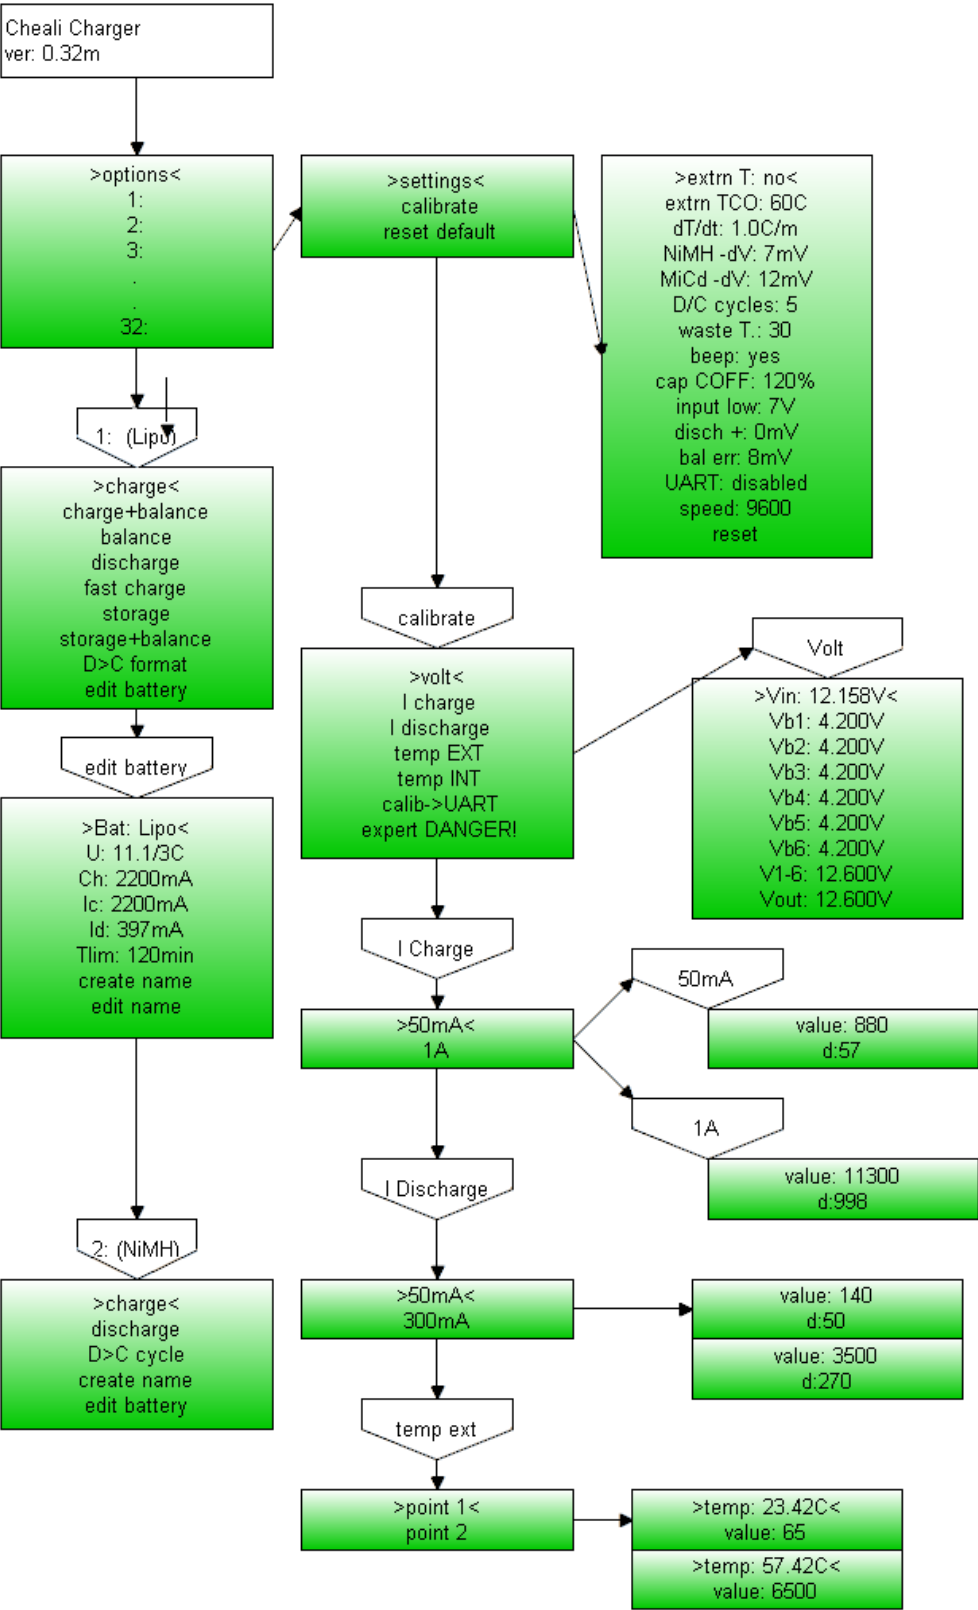 Cheali Charger
ver: 0.32m
>options<
1:
2:
3:
.
.
32:
>settings<
calibrate
reset default
>extrn T: no<
extrn TCO: 60C
dT/dt: 1.0C/m
NiMH -dV: 7mV
MiCd -dV: 12mV
D/C cycles: 5
waste T.: 30
beep: yes
cap COFF: 120%
input low: 7V
disch +: 0mV
bal err: 8mV
UART: disabled
speed: 9600
reset
1: (Lipo)
>charge<
charge+balance
balance
discharge
fast charge
storage
storage+balance
D>C format
edit battery
edit battery
>Bat: Lipo<
U: 11.1/3C
Ch: 2200mA
Ic: 2200mA
Id: 397mA
Tlim: 120min
create name
edit name
2: (NiMH)
>charge<
discharge
D>C cycle
create name
edit battery
calibrate
>volt<
I charge
I discharge
temp EXT
temp INT
calib->UART
expert DANGER!
Volt
>Vin: 12.158V<
Vb1: 4.200V
Vb2: 4.200V
Vb3: 4.200V
Vb4: 4.200V
Vb5: 4.200V
Vb6: 4.200V
V1-6: 12.600V
Vout: 12.600V
I Charge
>50mA<
1A
50mA
value: 880
d:57
1A
value: 11300
d:998
I Discharge
>50mA<
300mA
value: 140
d:50
value: 3500
d:270
temp ext
>point 1<
point 2
>temp: 23.42C<
value: 65
>temp: 57.42C<
value: 6500